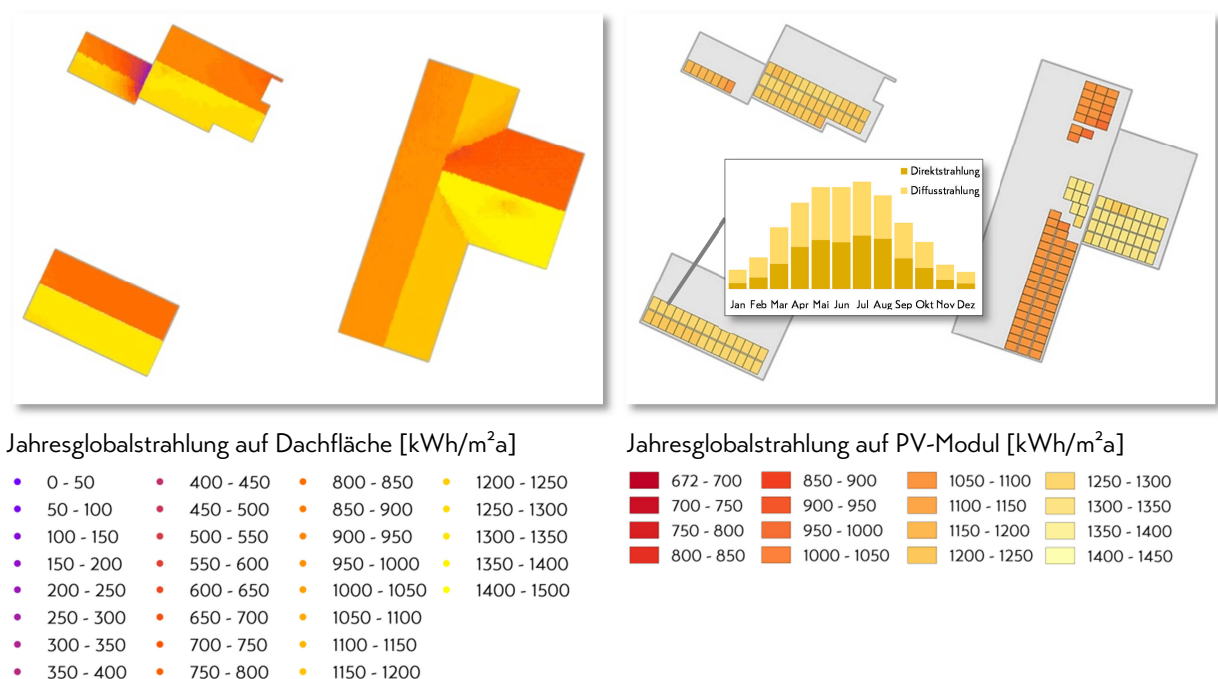 Direktstrahlung
Diffusstrahlung
Jan Feb Mar Apr Mai Jun Jul Aug Sep Okt Nov Dez
Jahresglobalstrahlung auf Dachfläche [kWh/m²a]
0 - 50 400 - 450 800 - 850 1200 - 1250
50 - 100 450 - 500 850 - 900 1250 - 1300
100 - 150 500 - 550 900 - 950 1300 - 1350
150 - 200 550 - 600 950 - 1000 1350 - 1400
200 - 250 600 - 650 1000 - 1050 1400 - 1500
250 - 300 650 - 700 1050 - 1100
300 - 350 700 - 750 1100 - 1150
350 - 400 750 - 800 1150 - 1200
Jahresglobalstrahlung auf PV-Modul [kWh/m²a]
672 - 700 850 - 900 1050 - 1100 1250 - 1300
700 - 750 900 - 950 1100 - 1150 1300 - 1350
750 - 800 950 - 1000 1150 - 1200 1350 - 1400
800 - 850 1000 - 1050 1200 - 1250 1400 - 1450